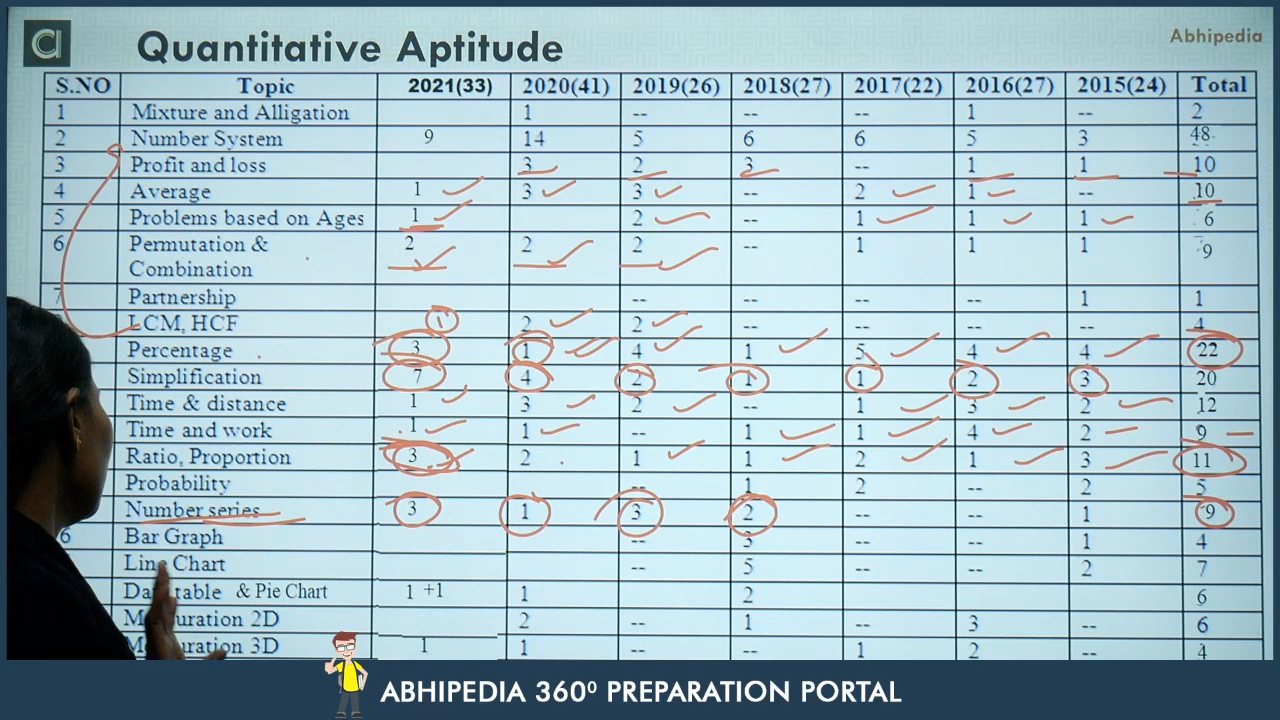 Quantitative Aptitude
Abhipedia
S.NO Topic 2021(33) 2020(41) 2019(26) 2018(27) 2017(22) 2016(27) 2015(24) Total
1 Mixture and Alligation 1 -- -- -- 1 -- 2
2 Number System 9 14 5 6 6 5 3 48
3 Profit and loss 3 2 3 -- 1 1 10
4 Average 1 3 3 -- 2 1 -- 10
5 Problems based on Ages 1 2 -- 1 1 1 6
6 Permutation & 2 2 2 -- 1 1 1 9
Combination
7 Partnership -- -- -- -- 1 1
LCM, HCF 1 2 2 -- -- -- -- 4
Percentage 3 1 4 1 5 4 4 22
Simplification 7 4 2 1 1 2 3 20
Time & distance 1 3 2 -- 1 3 2 12
Time and work 1 1 -- 1 1 4 2 9
Ratio, Proportion 3 2 1 1 2 1 3 11
Probability -- 1 2 -- 2 5
Number series 3 1 3 2 -- -- 1 9
6 Bar Graph -- 3 -- -- 1 4
Line Chart -- 5 -- -- 2 7
table & Pie Chart 1 +1 1 2 6
2D 2 -- 1 -- 3 -- 6
3D 1 1 -- -- 1 2 -- 4
ABHIPEDIA 360⁰ PREPARATION PORTAL